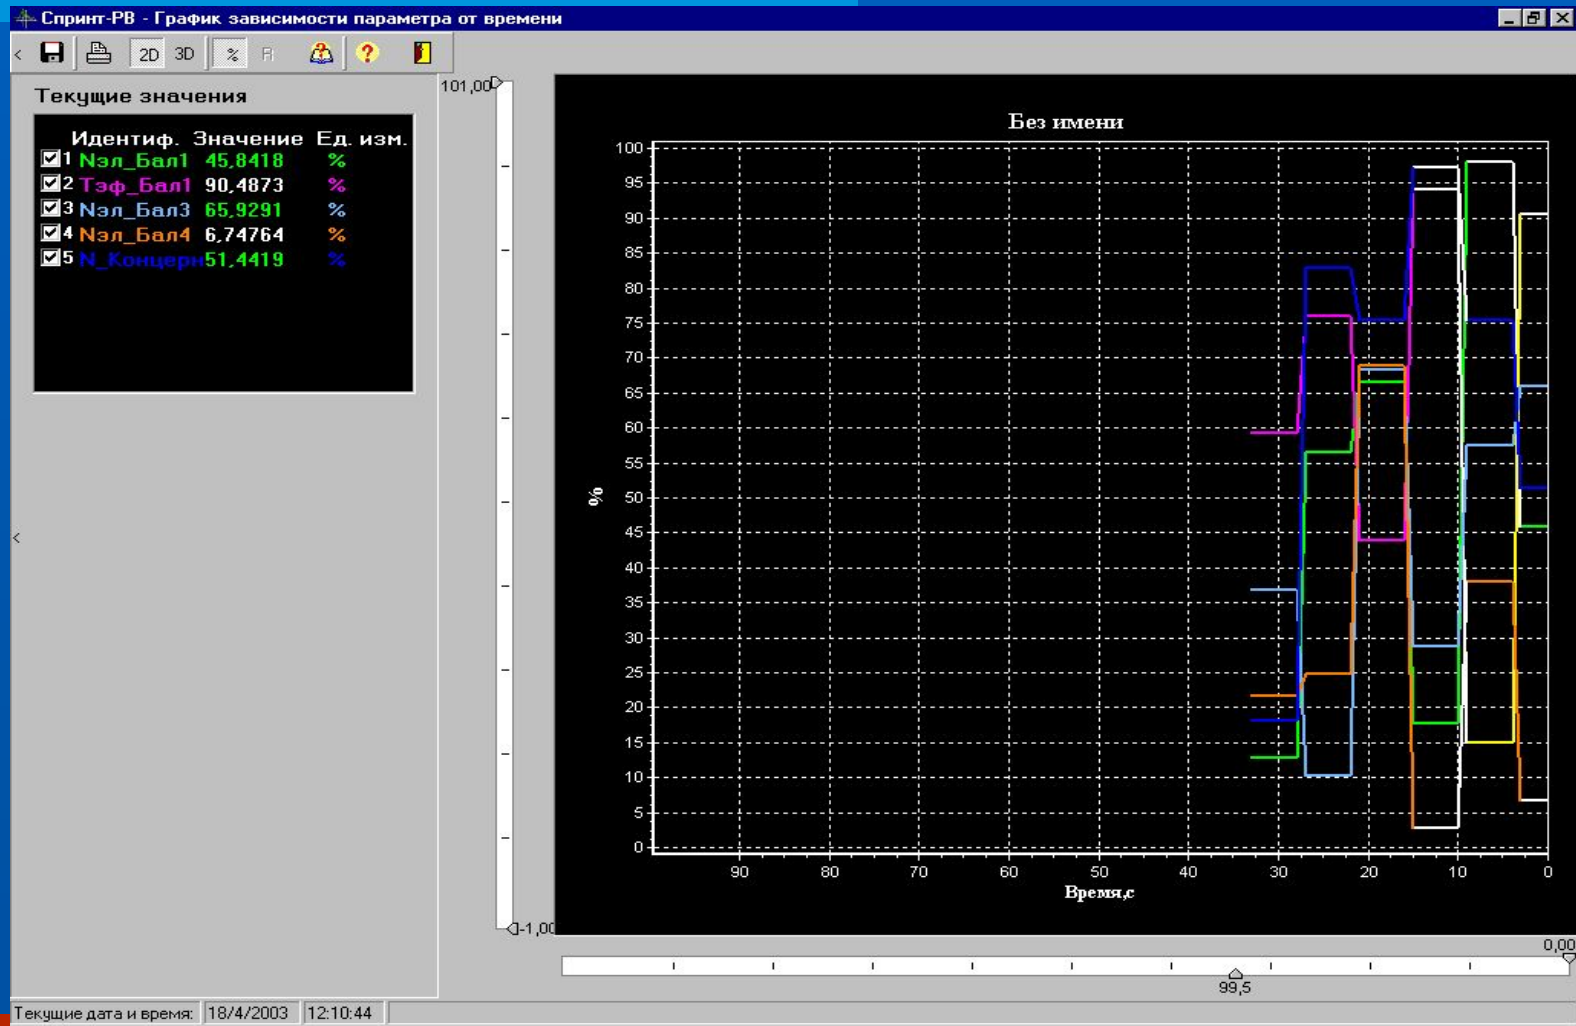 Спринт-РВ - График зависимости параметра от времени
2D 3D % R
Текущие значения
Идентиф. Значение Ед. изм.
1 Nэл_Бал1 45,8418 %
2 Тэф_Бал1 90,4873 %
3 Nэл_Бал3 65,9291 %
4 Nэл_Бал4 6,74764 %
5 N_Концерн 51,4419 %
101,00
-1,00
Без имени
100
95
90
85
80
75
70
65
60
55
50
45
40
35
30
25
20
15
10
5
0
%
90 80 70 60 50 40 30 20 10 0
Время,с
0,00
99,5
Текущие дата и время: 18/4/2003 12:10:44